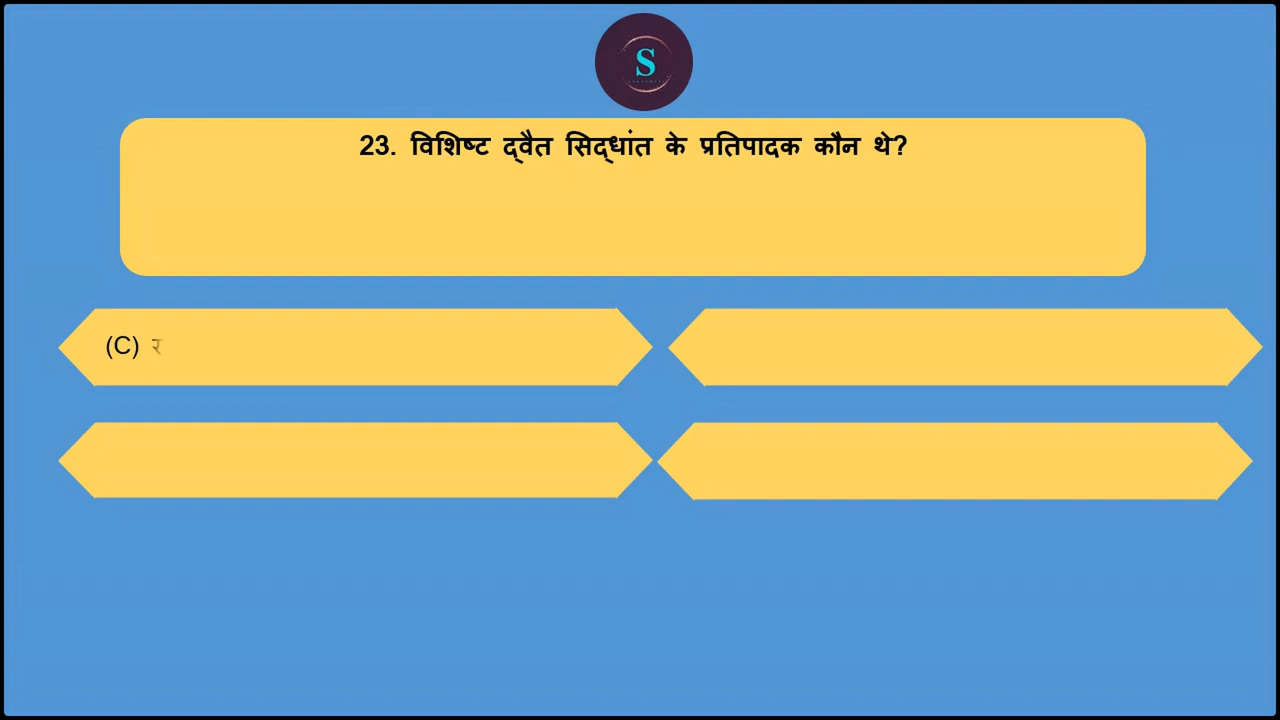 S
23. विशिष्ट द्वैत सिद्धांत के प्रतिपादक कौन थे?
(C) र